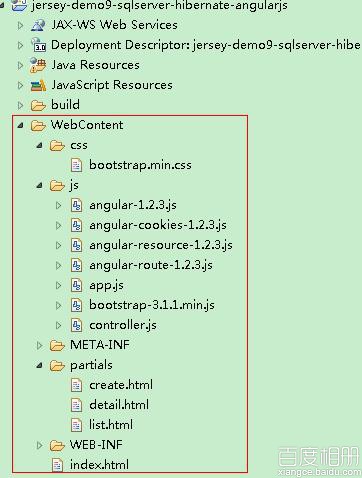 jersey-demo9-sqlserver-hibernate-angularjs
JAX-WS Web Services
Deployment Descriptor: jersey-demo9-sqlserver-hibe
Java Resources
JavaScript Resources
build
WebContent
css
bootstrap.min.css
js
angular-1.2.3.js
angular-cookies-1.2.3.js
angular-resource-1.2.3.js
angular-route-1.2.3.js
app.js
bootstrap-3.1.1.min.js
controller.js
META-INF
partials
create.html
detail.html
list.html
WEB-INF
index.html
百度相册
xiangce.baidu.com